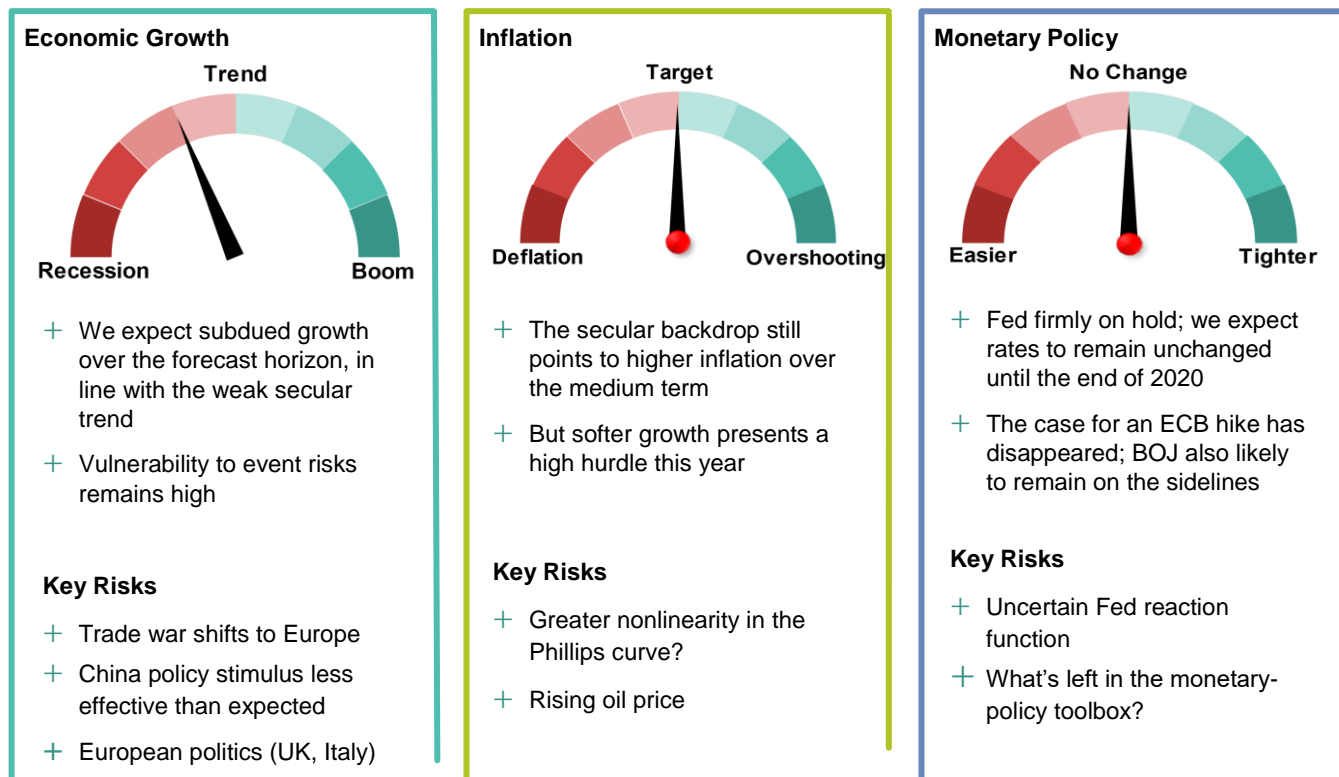 Economic Growth
Trend
Recession
Boom
+ We expect subdued growth
over the forecast horizon, in
line with the weak secular
trend
+ Vulnerability to event risks
remains high
Key Risks
+ Trade war shifts to Europe
+ China policy stimulus less
effective than expected
+ European politics (UK, Italy)
Inflation
Target
Deflation
Overshooting
+ The secular backdrop still
points to higher inflation over
the medium term
+ But softer growth presents a
high hurdle this year
Key Risks
+ Greater nonlinearity in the
Phillips curve?
+ Rising oil price
Monetary Policy
No Change
Easier
Tighter
+ Fed firmly on hold; we expect
rates to remain unchanged
until the end of 2020
+ The case for an ECB hike has
disappeared; BOJ also likely
to remain on the sidelines
Key Risks
+ Uncertain Fed reaction
function
+ What’s left in the monetary-
policy toolbox?